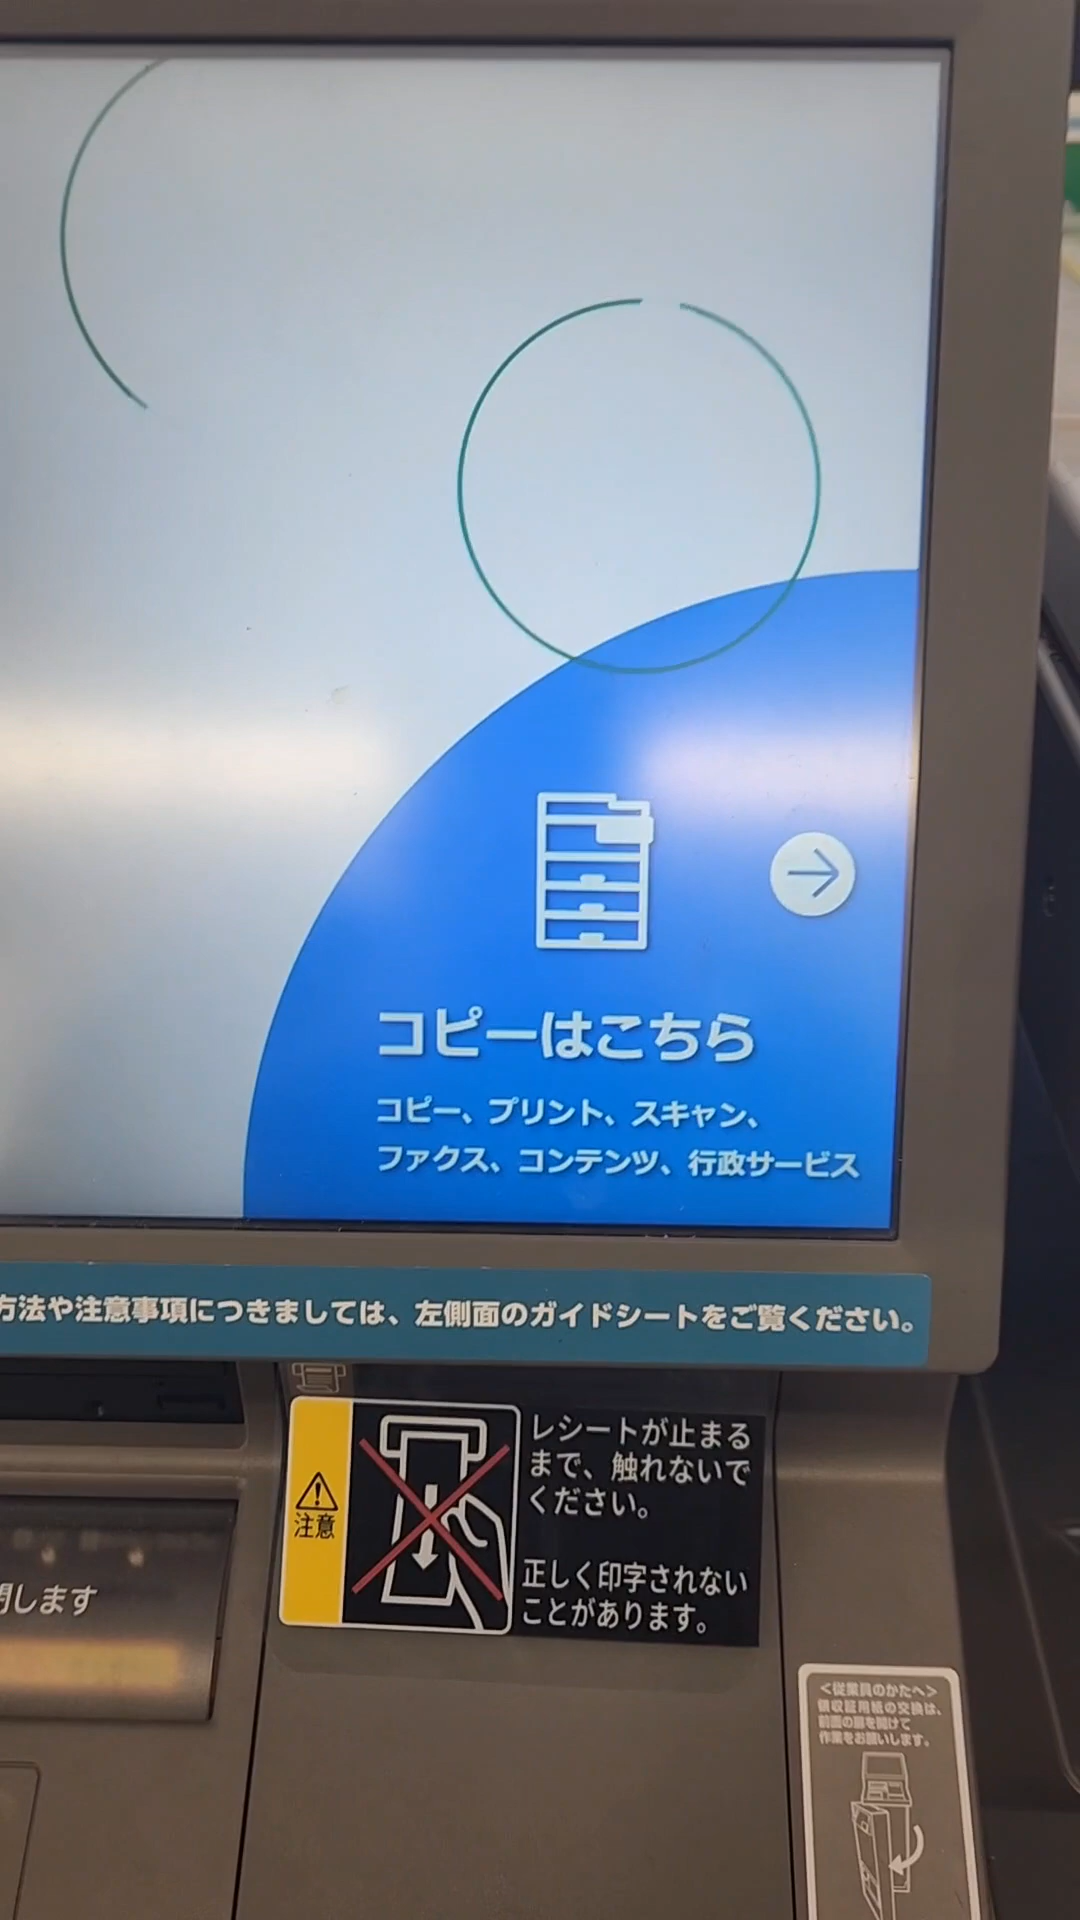 コピーはこちら
コピー、プリント、スキャン、
ファクス、コンテンツ、行政サービス
方法や注意事項につきましては、左側面のガイドシートをご覧ください。
注意
レシートが止まる
まで、触れないで
ください。
正しく印字されない
ことがあります。
閉します
<従業員のかたへ>
領収証用紙の交換は、
前面の扉を開けて
作業をお願いします。